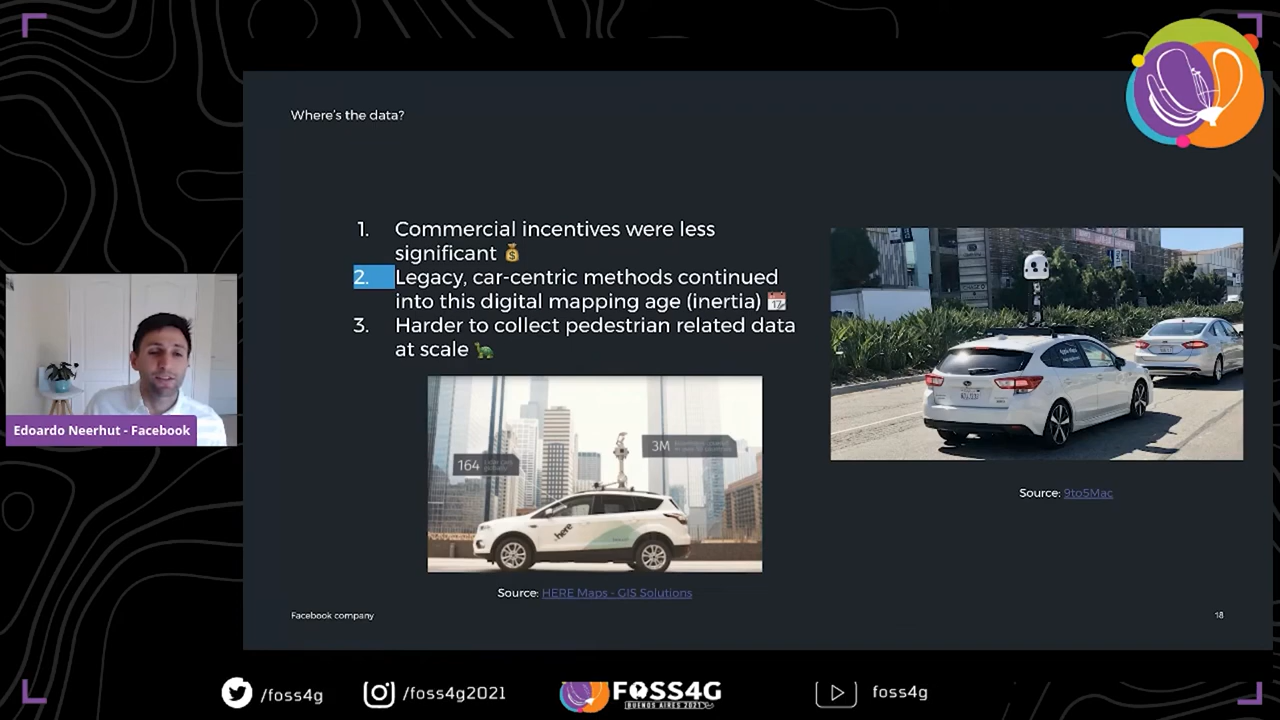 Where's the data?
1. Commercial incentives were less
significant
2. Legacy, car-centric methods continued
into this digital mapping age (inertia)
3. Harder to collect pedestrian related data
at scale
164
3M
here
Source: HERE Maps - GIS Solutions
Source: 9to5Mac
Edoardo Neerhut - Facebook
Facebook company
18
/foss4g
/foss4g2021
FOSS4G
BUENOS AIRES 2021
foss4g